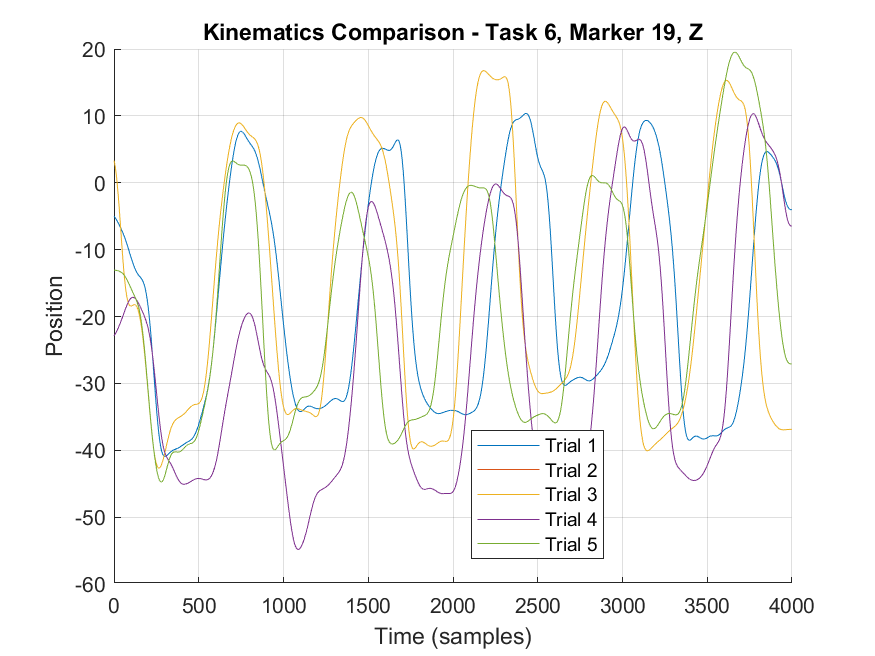 Kinematics Comparison - Task 6, Marker 19, Z
20
10
0
-10
-20
-30
-40
-50
-60
Position
Trial 1
Trial 2
Trial 3
Trial 4
Trial 5
0 500 1000 1500 2000 2500 3000 3500 4000
Time (samples)